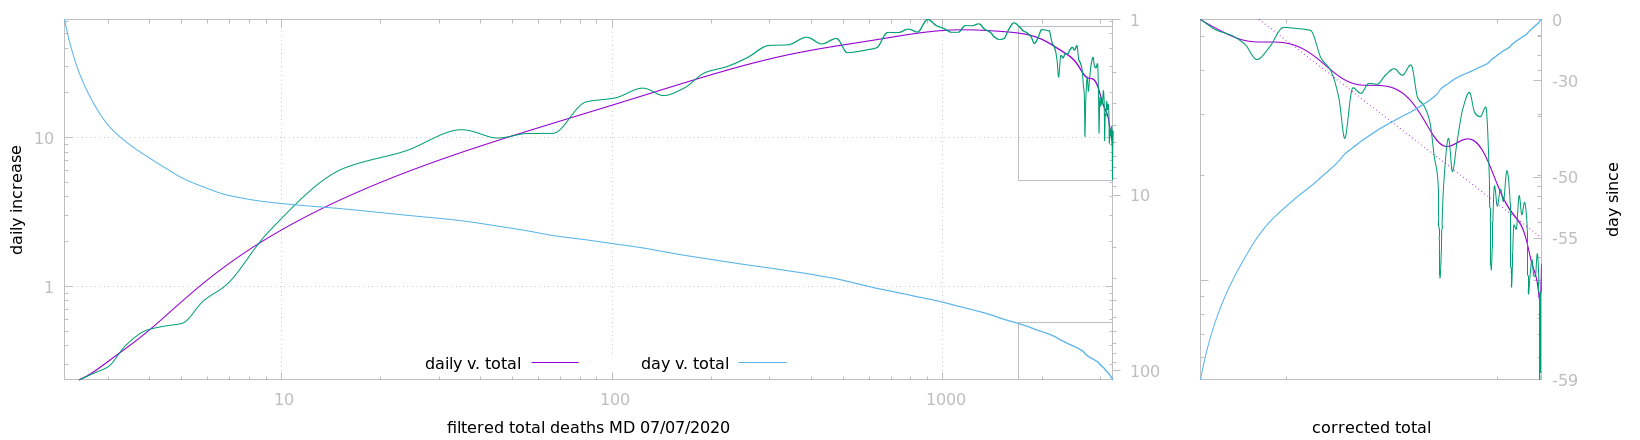 daily increase
10
1
daily v. total
day v. total
10
100
1000
1
10
100
filtered total deaths MD 07/07/2020
0
-30
-50
-55
-59
day since
corrected total